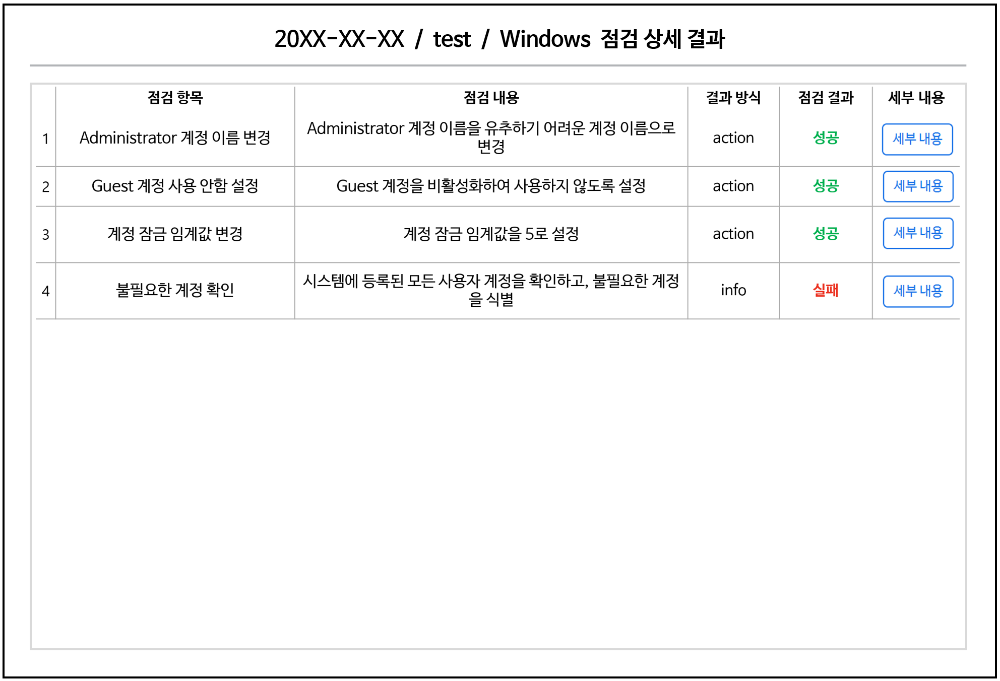 20XX-XX-XX / test / Windows 점검 상세 결과
점검 항목 점검 내용 결과 방식 점검 결과 세부 내용
1 Administrator 계정 이름 변경 Administrator 계정 이름을 유추하기 어려운 계정 이름으로
변경 action 성공 세부 내용
2 Guest 계정 사용 안함 설정 Guest 계정을 비활성화하여 사용하지 않도록 설정 action 성공 세부 내용
3 계정 잠금 임계값 변경 계정 잠금 임계값을 5로 설정 action 성공 세부 내용
4 불필요한 계정 확인 시스템에 등록된 모든 사용자 계정을 확인하고, 불필요한 계정
을 식별 info 실패 세부 내용